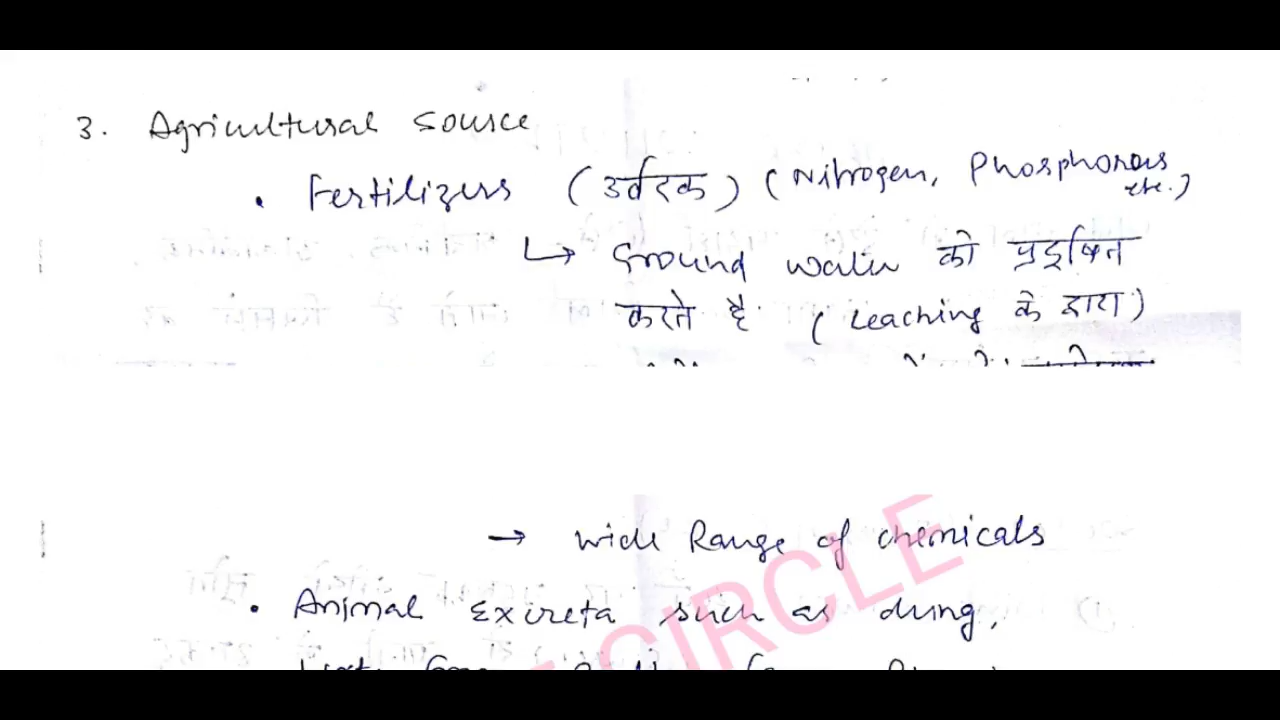 3. Agricultural Source
• Fertilizers (उर्वरक) (Nitrogen, Phosphorous etc.)
↳ Ground water को प्रदूषित
करते है (Leaching के द्वारा)
→ wide Range of chemicals
• Animal Excreta such as dung,
CIRCLE